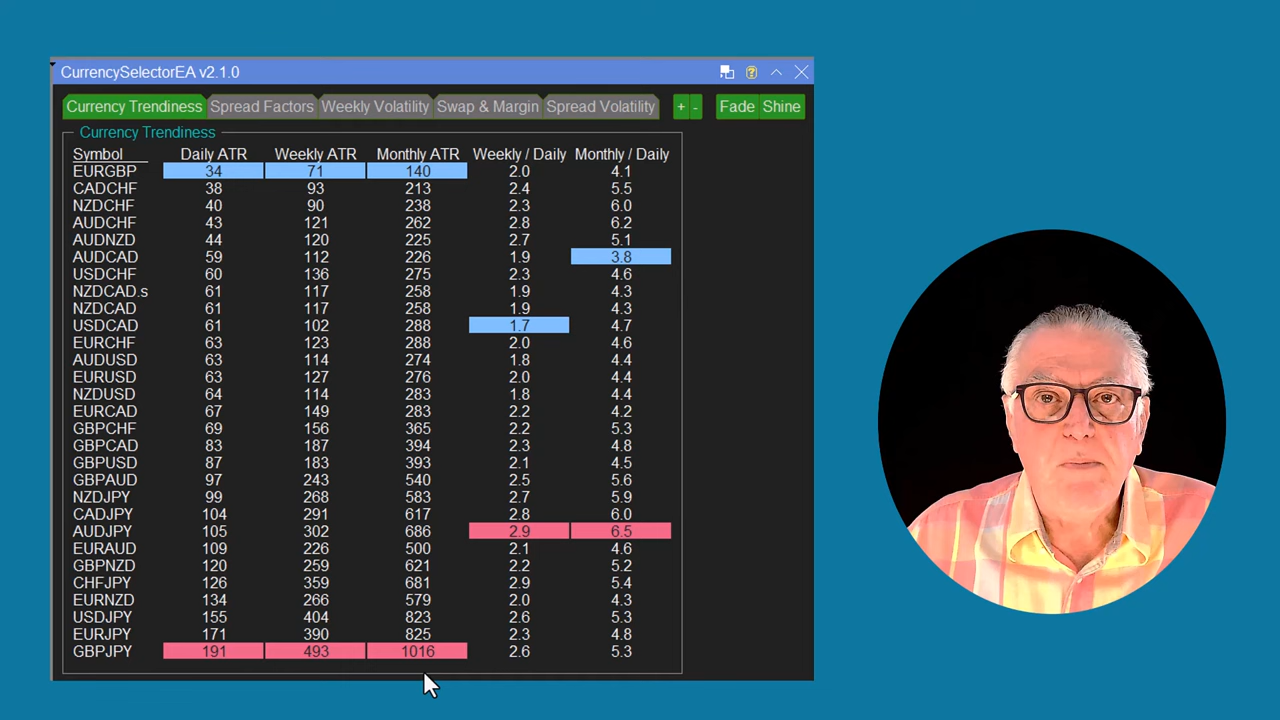 CurrencySelectorEA v2.1.0
Currency Trendiness Spread Factors Weekly Volatility Swap & Margin Spread Volatility + - Fade Shine
Currency Trendiness
Symbol Daily ATR Weekly ATR Monthly ATR Weekly / Daily Monthly / Daily
EURGBP 34 71 140 2.0 4.1
CADCHF 38 93 213 2.4 5.5
NZDCHF 40 90 238 2.3 6.0
AUDCHF 43 121 262 2.8 6.2
AUDNZD 44 120 225 2.7 5.1
AUDCAD 59 112 226 1.9 3.8
USDCHF 60 136 275 2.3 4.6
NZDCAD.s 61 117 258 1.9 4.3
NZDCAD 61 117 258 1.9 4.3
USDCAD 61 102 288 1.7 4.7
EURCHF 63 123 288 2.0 4.6
AUDUSD 63 114 274 1.8 4.4
EURUSD 63 127 276 2.0 4.4
NZDUSD 64 114 283 1.8 4.4
EURCAD 67 149 283 2.2 4.2
GBPCHF 69 156 365 2.2 5.3
GBPCAD 83 187 394 2.3 4.8
GBPUSD 87 183 393 2.1 4.5
GBPAUD 97 243 540 2.5 5.6
NZDJPY 99 268 583 2.7 5.9
CADJPY 104 291 617 2.8 6.0
AUDJPY 105 302 686 2.9 6.5
EURAUD 109 226 500 2.1 4.6
GBPNZD 120 259 621 2.2 5.2
CHFJPY 126 359 681 2.9 5.4
EURNZD 134 266 579 2.0 4.3
USDJPY 155 404 823 2.6 5.3
EURJPY 171 390 825 2.3 4.8
GBPJPY 191 493 1016 2.6 5.3